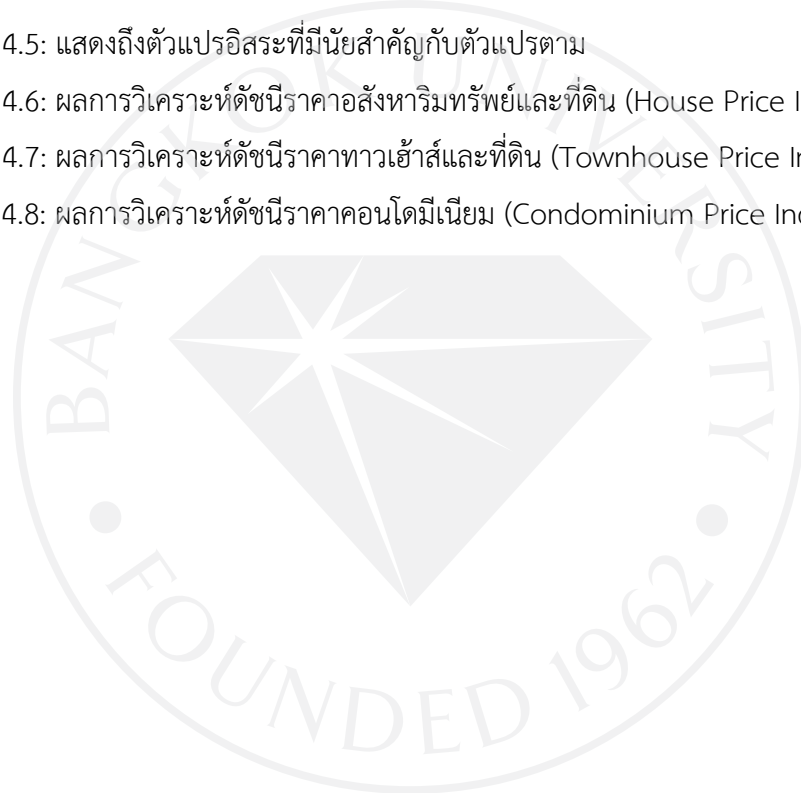 4.5: แสดงถึงตัวแปรอิสระที่มีนัยสำคัญกับตัวแปรตาม
4.6: ผลการวิเคราะห์ดัชนีราคาอสังหาริมทรัพย์และที่ดิน (House Price I
4.7: ผลการวิเคราะห์ดัชนีราคาทาวเฮ้าส์และที่ดิน (Townhouse Price In
4.8: ผลการวิเคราะห์ดัชนีราคาคอนโดมีเนียม (Condominium Price Ind
BANGKOK UNIVERSITY
FOUNDED 1962